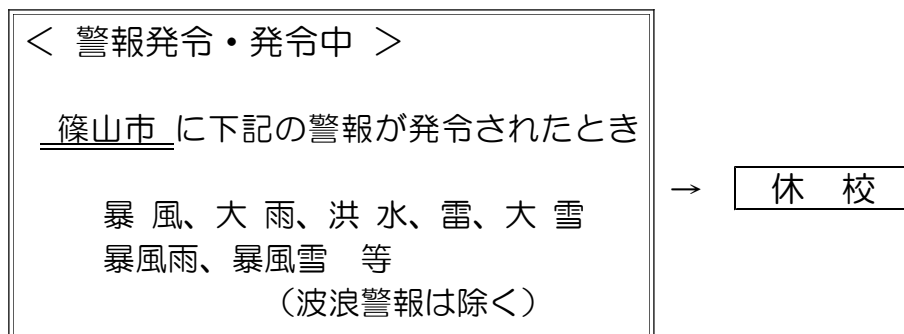 < 警報発令・発令中 >
篠山市 に下記の警報が発令されたとき
暴 風、大 雨、洪 水、雷、大 雪
暴風雨、暴風雪 等
(波浪警報は除く)
→ 休 校